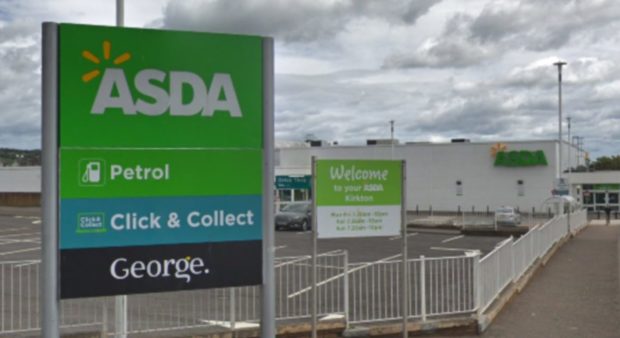 ASDA
Petrol
Click & Collect
Click & Collect
George.
Welcome
to your ASDA
Kirkton
ASDA